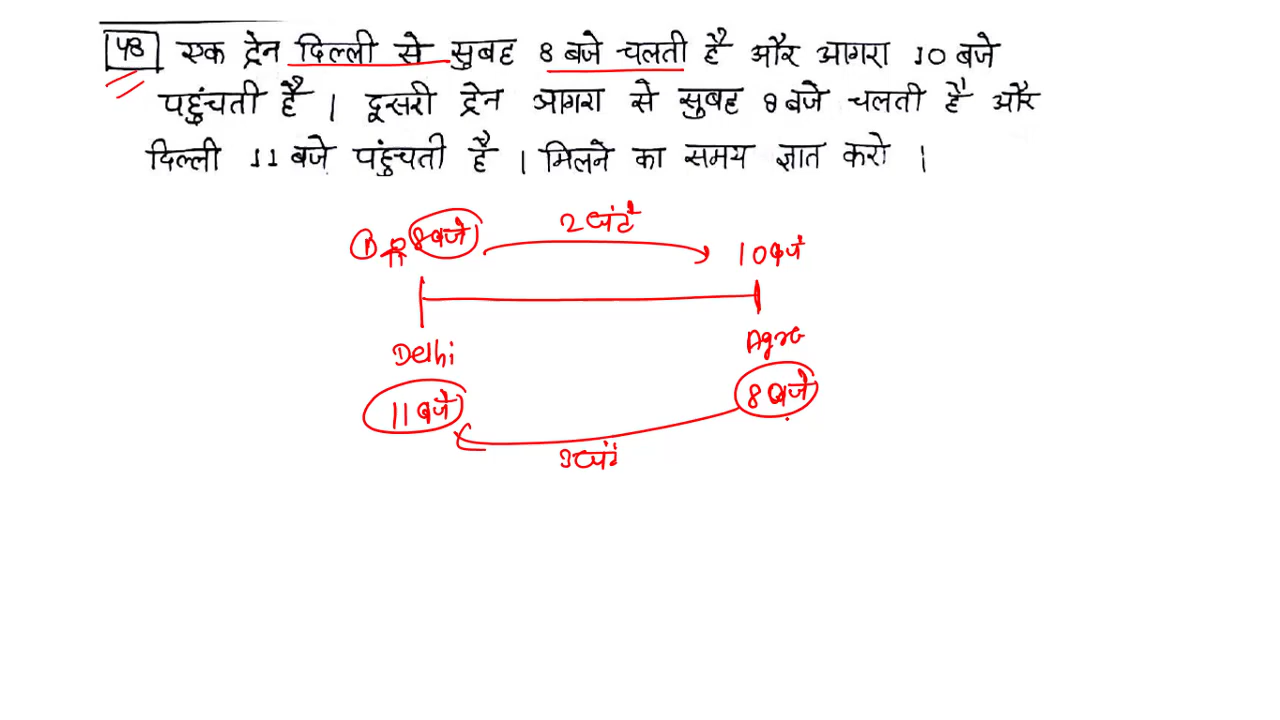 48 एक ट्रेन दिल्ली से सुबह 8 बजे चलती है और आगरा 10 बजे
पहुंचती है । दूसरी ट्रेन आगरा से सुबह 8 बजे चलती है और
दिल्ली 11 बजे पहुंचती है । मिलने का समय ज्ञात करो ।
2 घंटे
① 8 बजे 10 बजे
Delhi Agra
11 बजे 8 बजे
3 घंटे